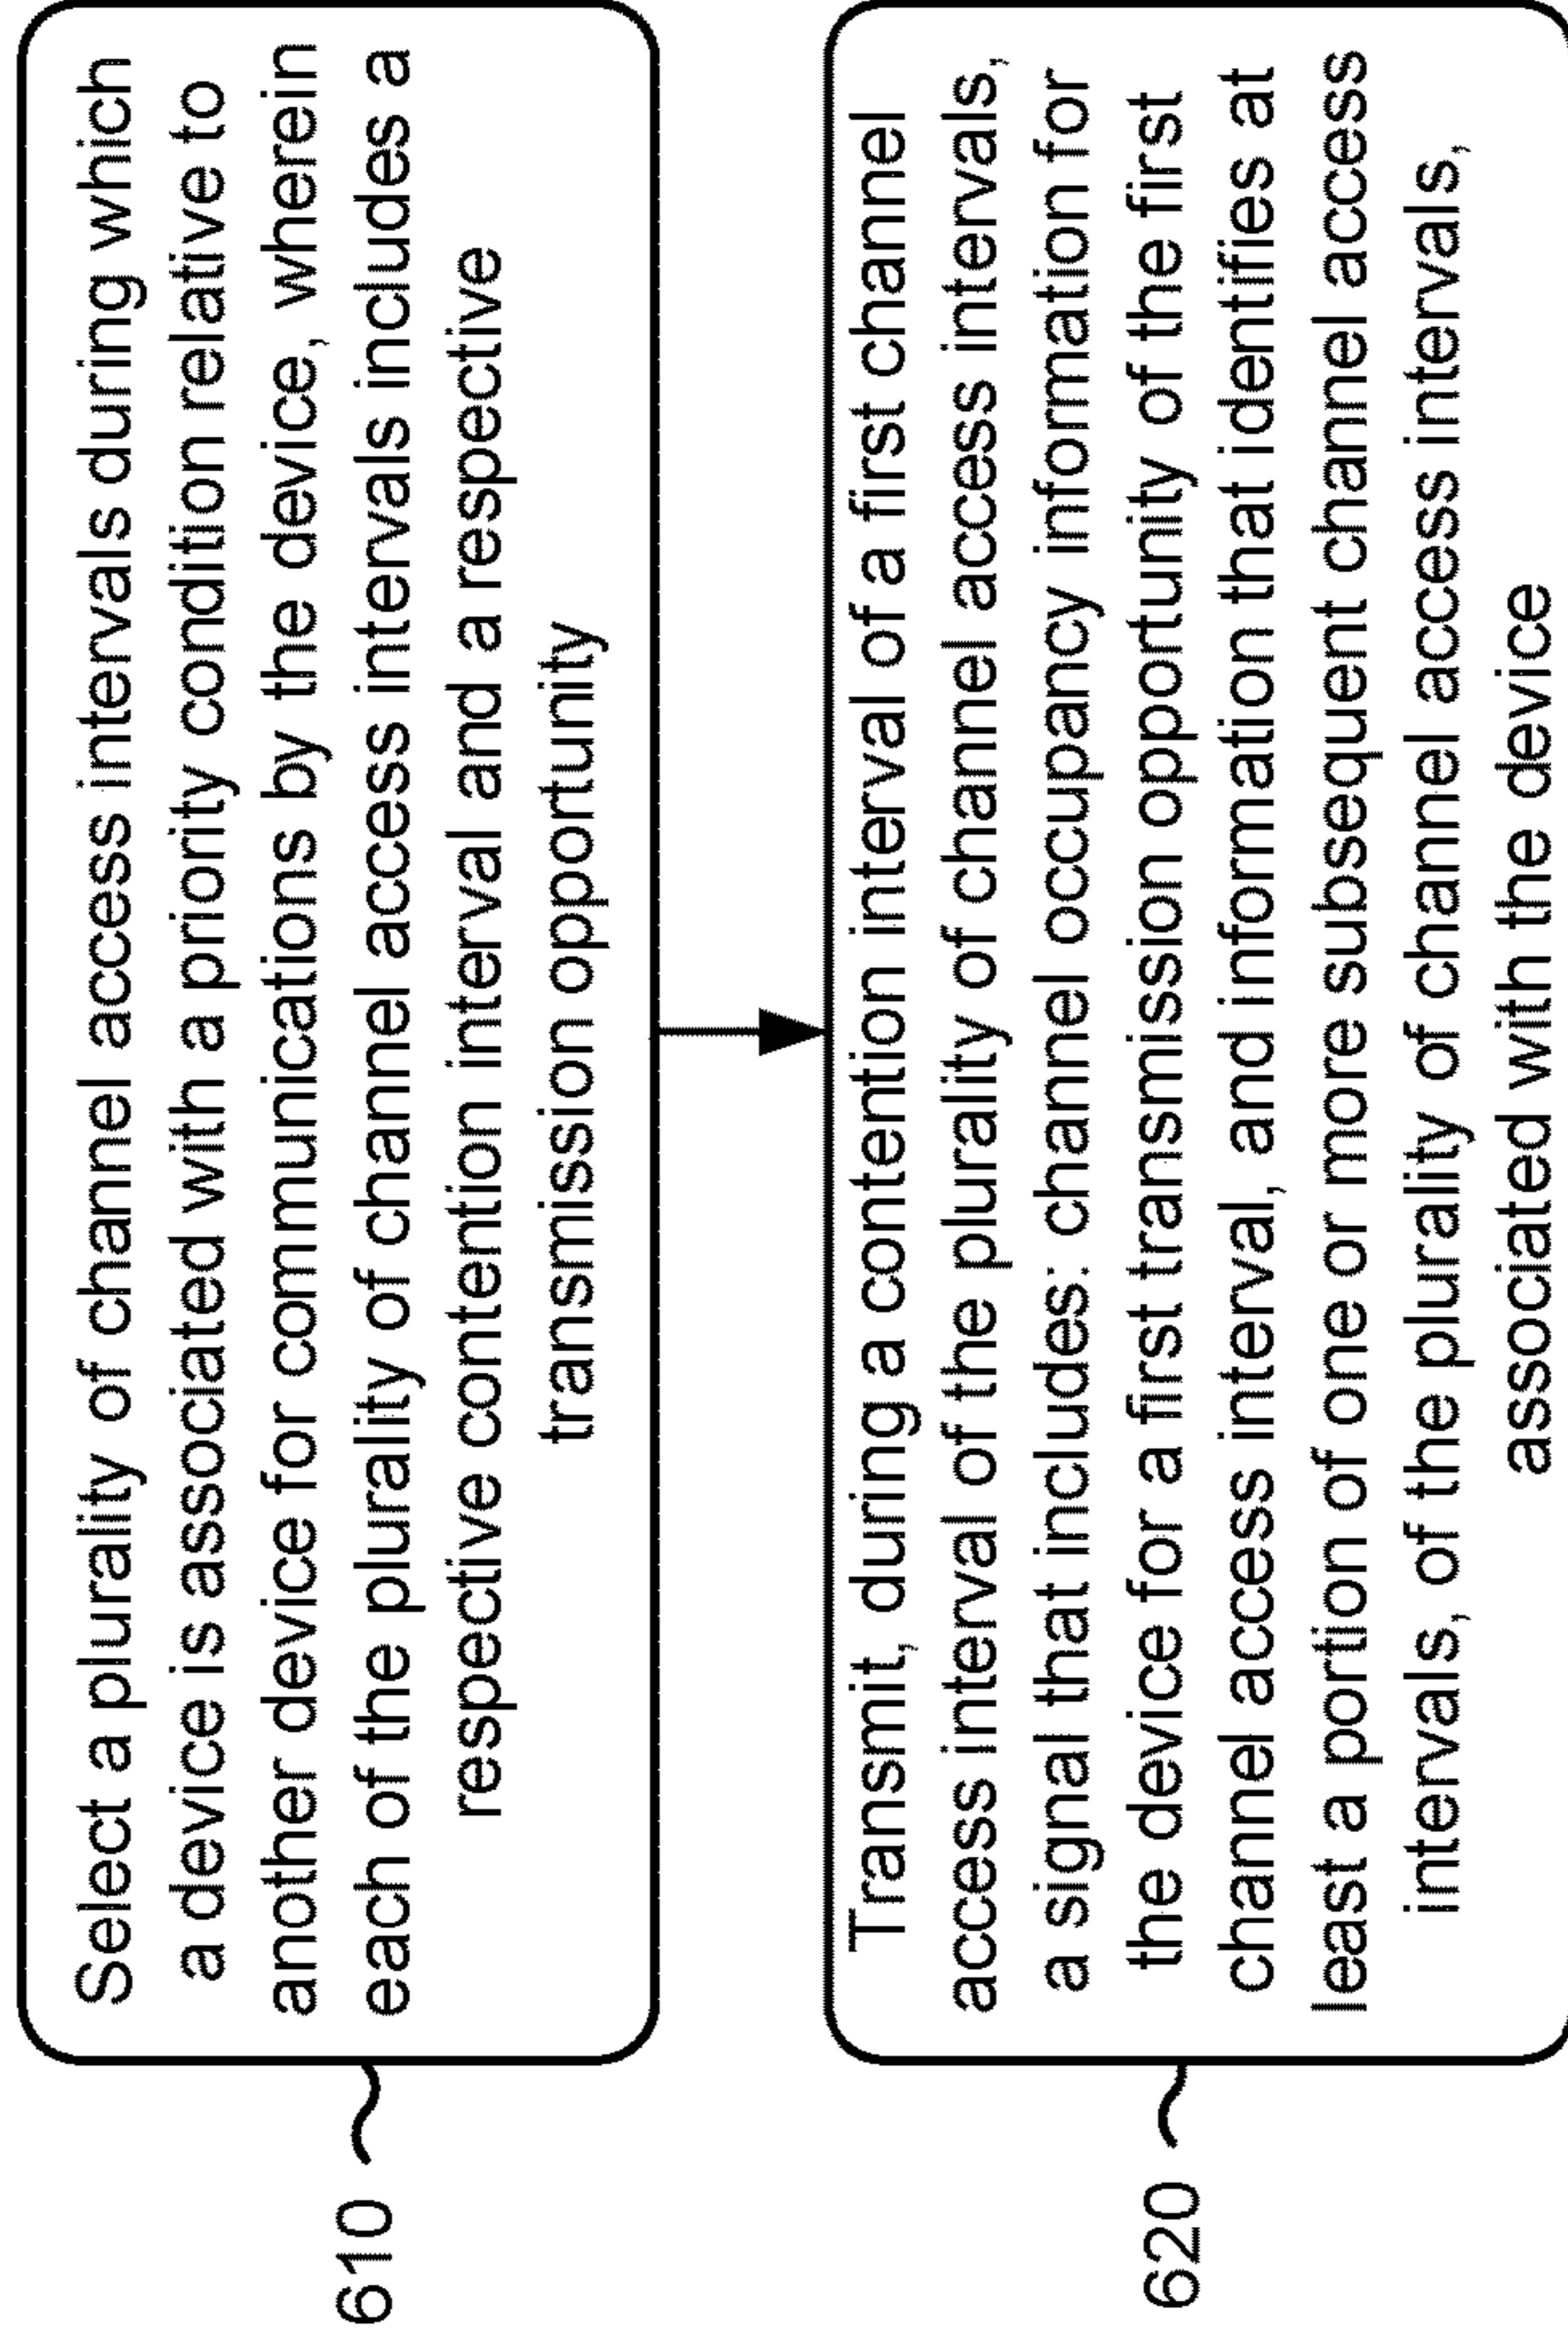 610
Select a plurality of channel access intervals during which
a device is associated with a priority condition relative to
another device for communications by the device, wherein
each of the plurality of channel access intervals includes a
respective contention interval and a respective
transmission opportunity
620
Transmit, during a contention interval of a first channel
access interval of the plurality of channel access intervals,
a signal that includes: channel occupancy information for
the device for a first transmission opportunity of the first
channel access interval, and information that identifies at
least a portion of one or more subsequent channel access
intervals, of the plurality of channel access intervals,
associated with the device